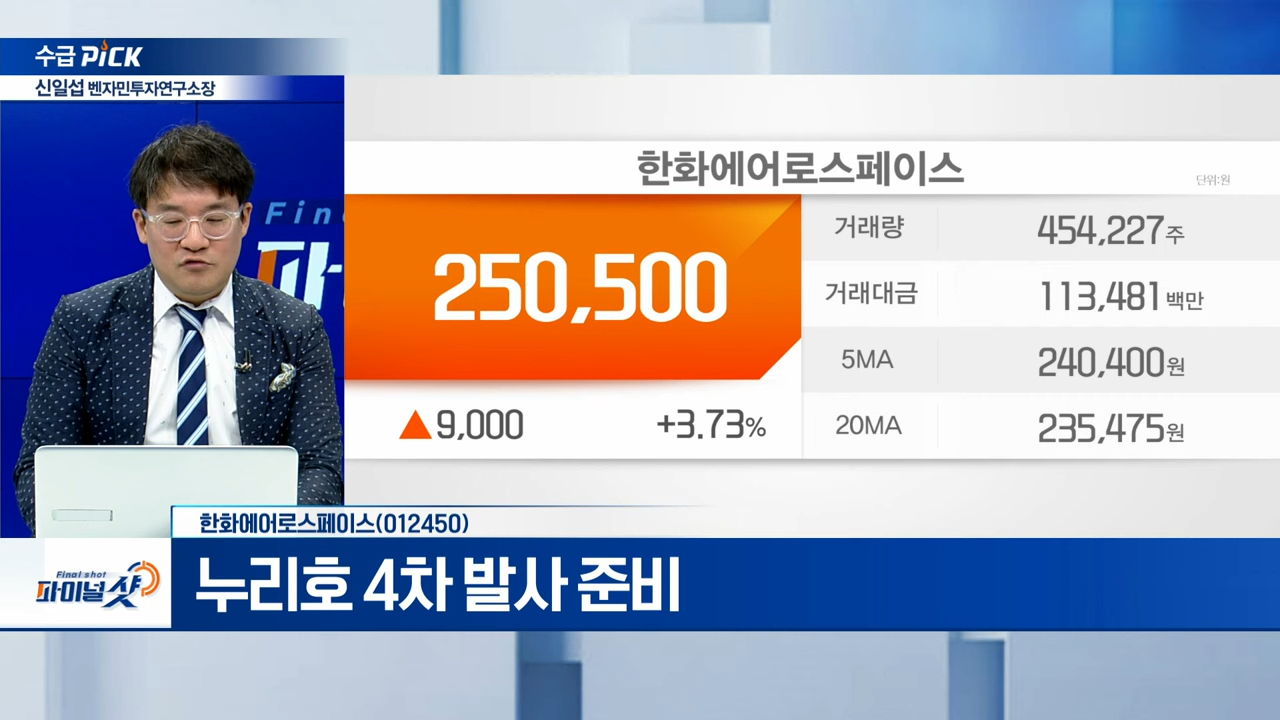 수급 PiCK
신일섭 벤자민투자연구소장
Fin
파
한화에어로스페이스
단위:원
250,500
▲9,000 +3.73%
거래량 454,227주
거래대금 113,481백만
5MA 240,400원
20MA 235,475원
한화에어로스페이스(012450)
Final shot
파이널샷
누리호 4차 발사 준비